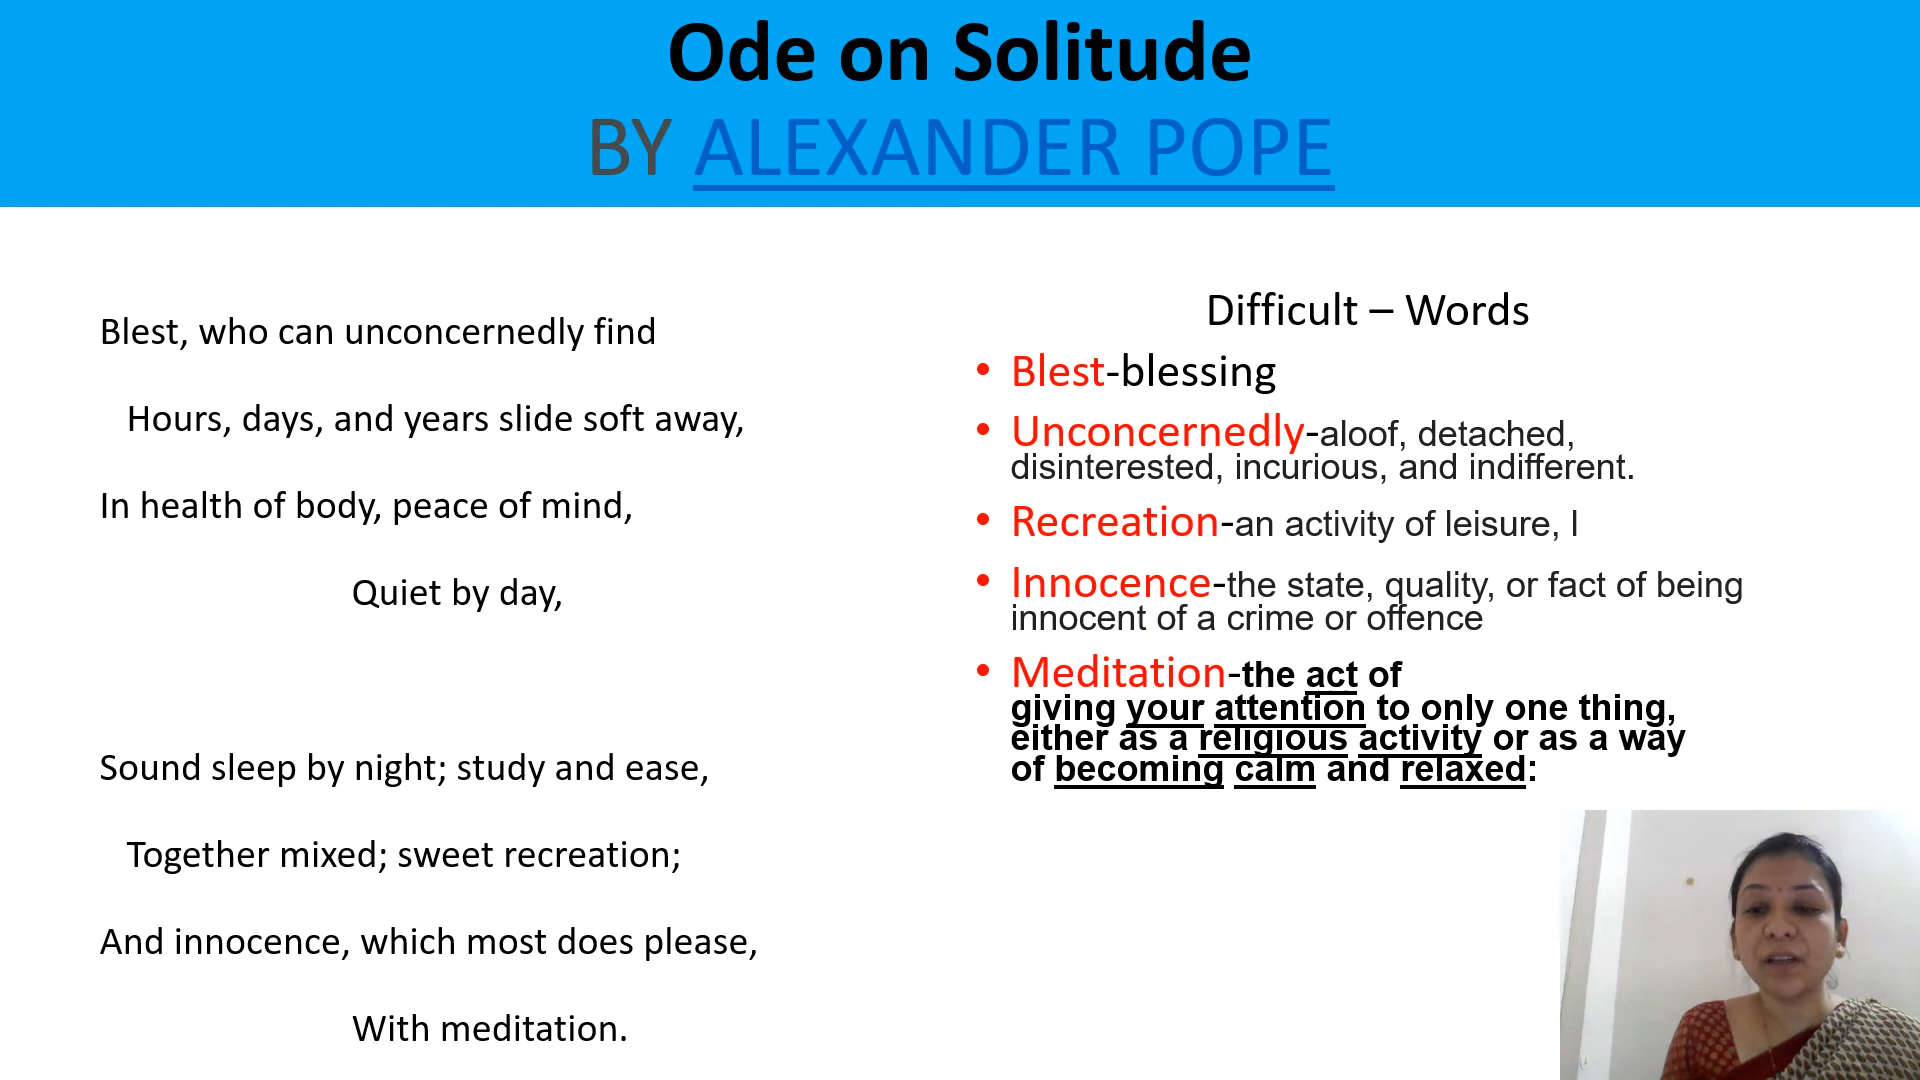 Ode on Solitude
BY ALEXANDER POPE
Blest, who can unconcernedly find
Hours, days, and years slide soft away,
In health of body, peace of mind,
Quiet by day,
Sound sleep by night; study and ease,
Together mixed; sweet recreation;
And innocence, which most does please,
With meditation.
Difficult – Words
• Blest-blessing
• Unconcernedly-aloof, detached,
disinterested, incurious, and indifferent.
• Recreation-an activity of leisure, l
• Innocence-the state, quality, or fact of being
innocent of a crime or offence
• Meditation-the act of
giving your attention to only one thing,
either as a religious activity or as a way
of becoming calm and relaxed: